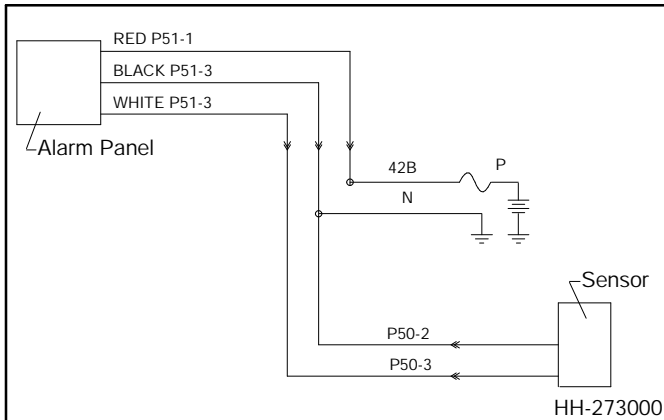 RED P51-1
BLACK P51-3
WHITE P51-3
Alarm Panel
42B
P
N
Sensor
P50-2
P50-3
HH-273000